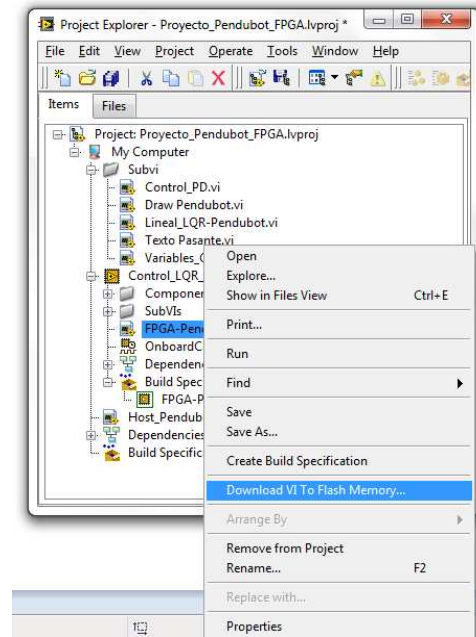 Project Explorer - Proyecto_Pendubot_FPGA.lvproj *
File Edit View Project Operate Tools Window Help
Items Files
Project: Proyecto_Pendubot_FPGA.lvproj
My Computer
Subvi
Control_PD.vi
Draw Pendubot.vi
Lineal_LQR-Pendubot.vi
Texto Pasante.vi
Variables_
Control_LQR_
Componen
SubVIs
FPGA-Pen
OnboardC
Dependenc
Build Spec
FPGA-P
Host_Pendub
Dependencies
Build Specific
Open
Explore...
Show in Files View Ctrl+E
Print...
Run
Find
Save
Save As...
Create Build Specification
Download VI To Flash Memory...
Arrange By
Remove from Project
Rename... F2
Replace with...
Properties